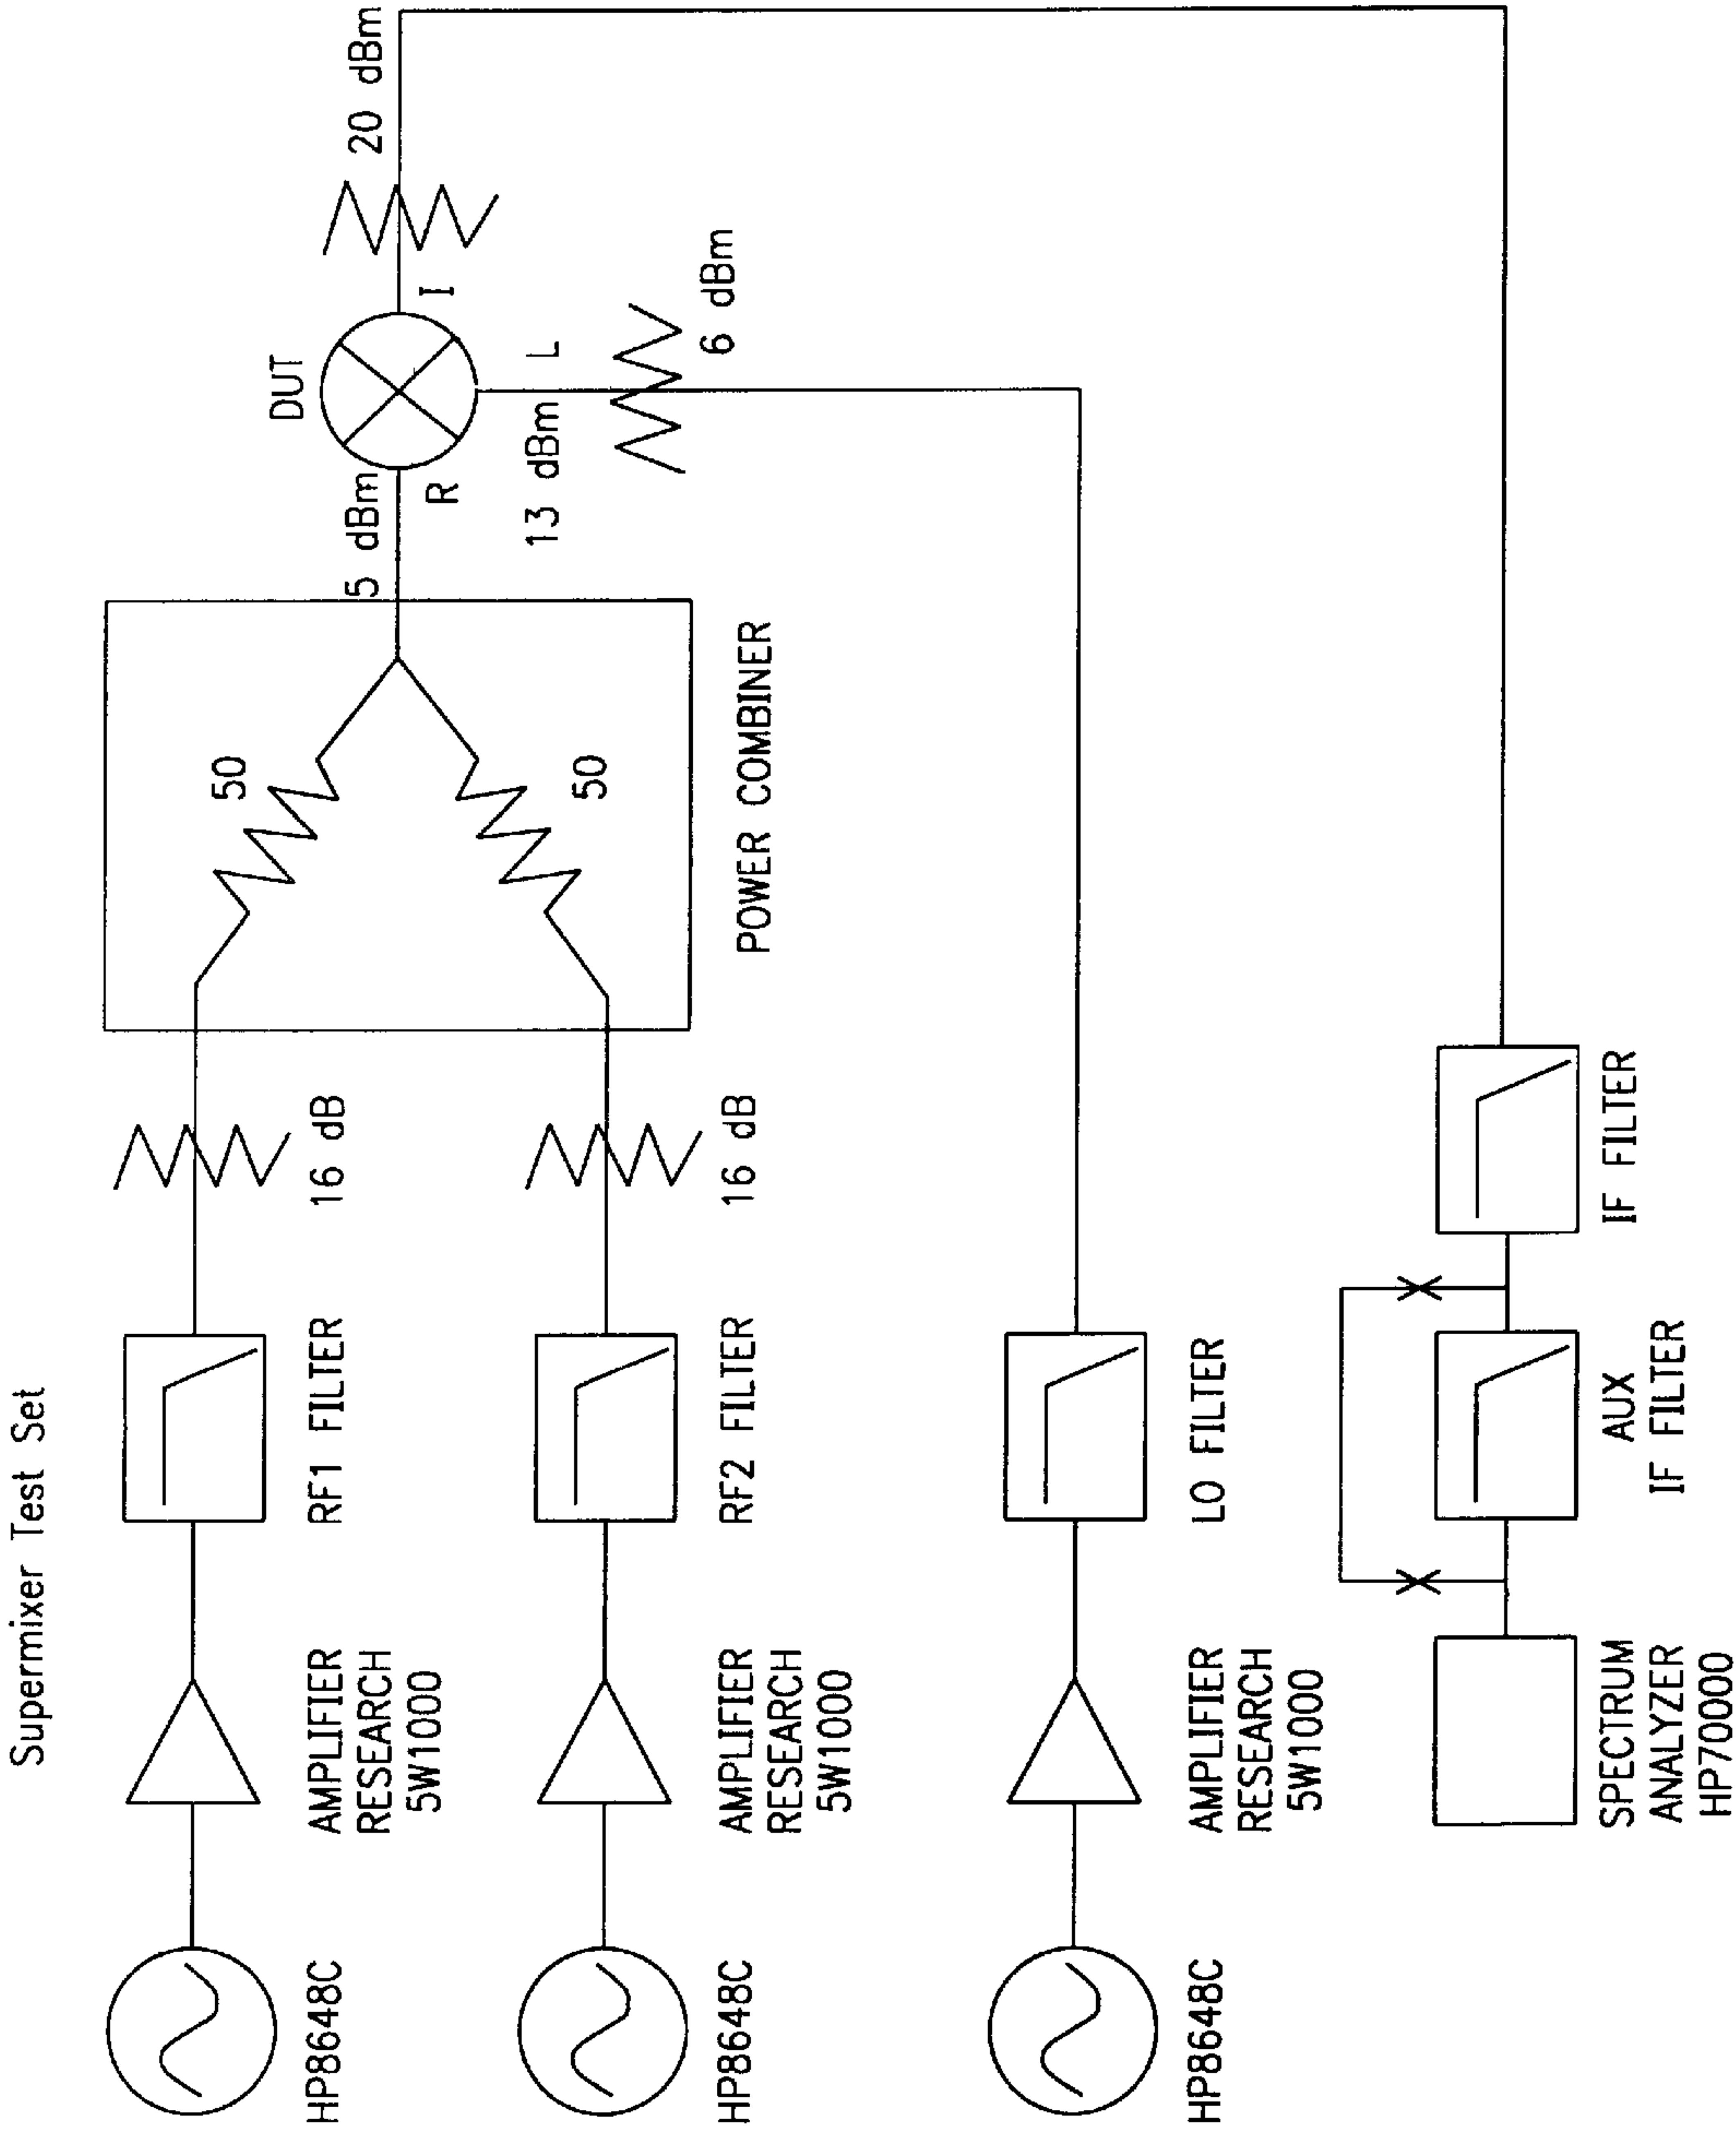 Supermixer Test Set
HP8648C
AMPLIFIER
RESEARCH
5W1000
RF1 FILTER
16 dB
50
5 dBm
DUT
R
I
20 dBm
HP8648C
AMPLIFIER
RESEARCH
5W1000
RF2 FILTER
16 dB
50
POWER COMBINER
13 dBm
L
6 dBm
HP8648C
AMPLIFIER
RESEARCH
5W1000
LO FILTER
SPECTRUM
ANALYZER
HP70000
AUX
IF FILTER
IF FILTER